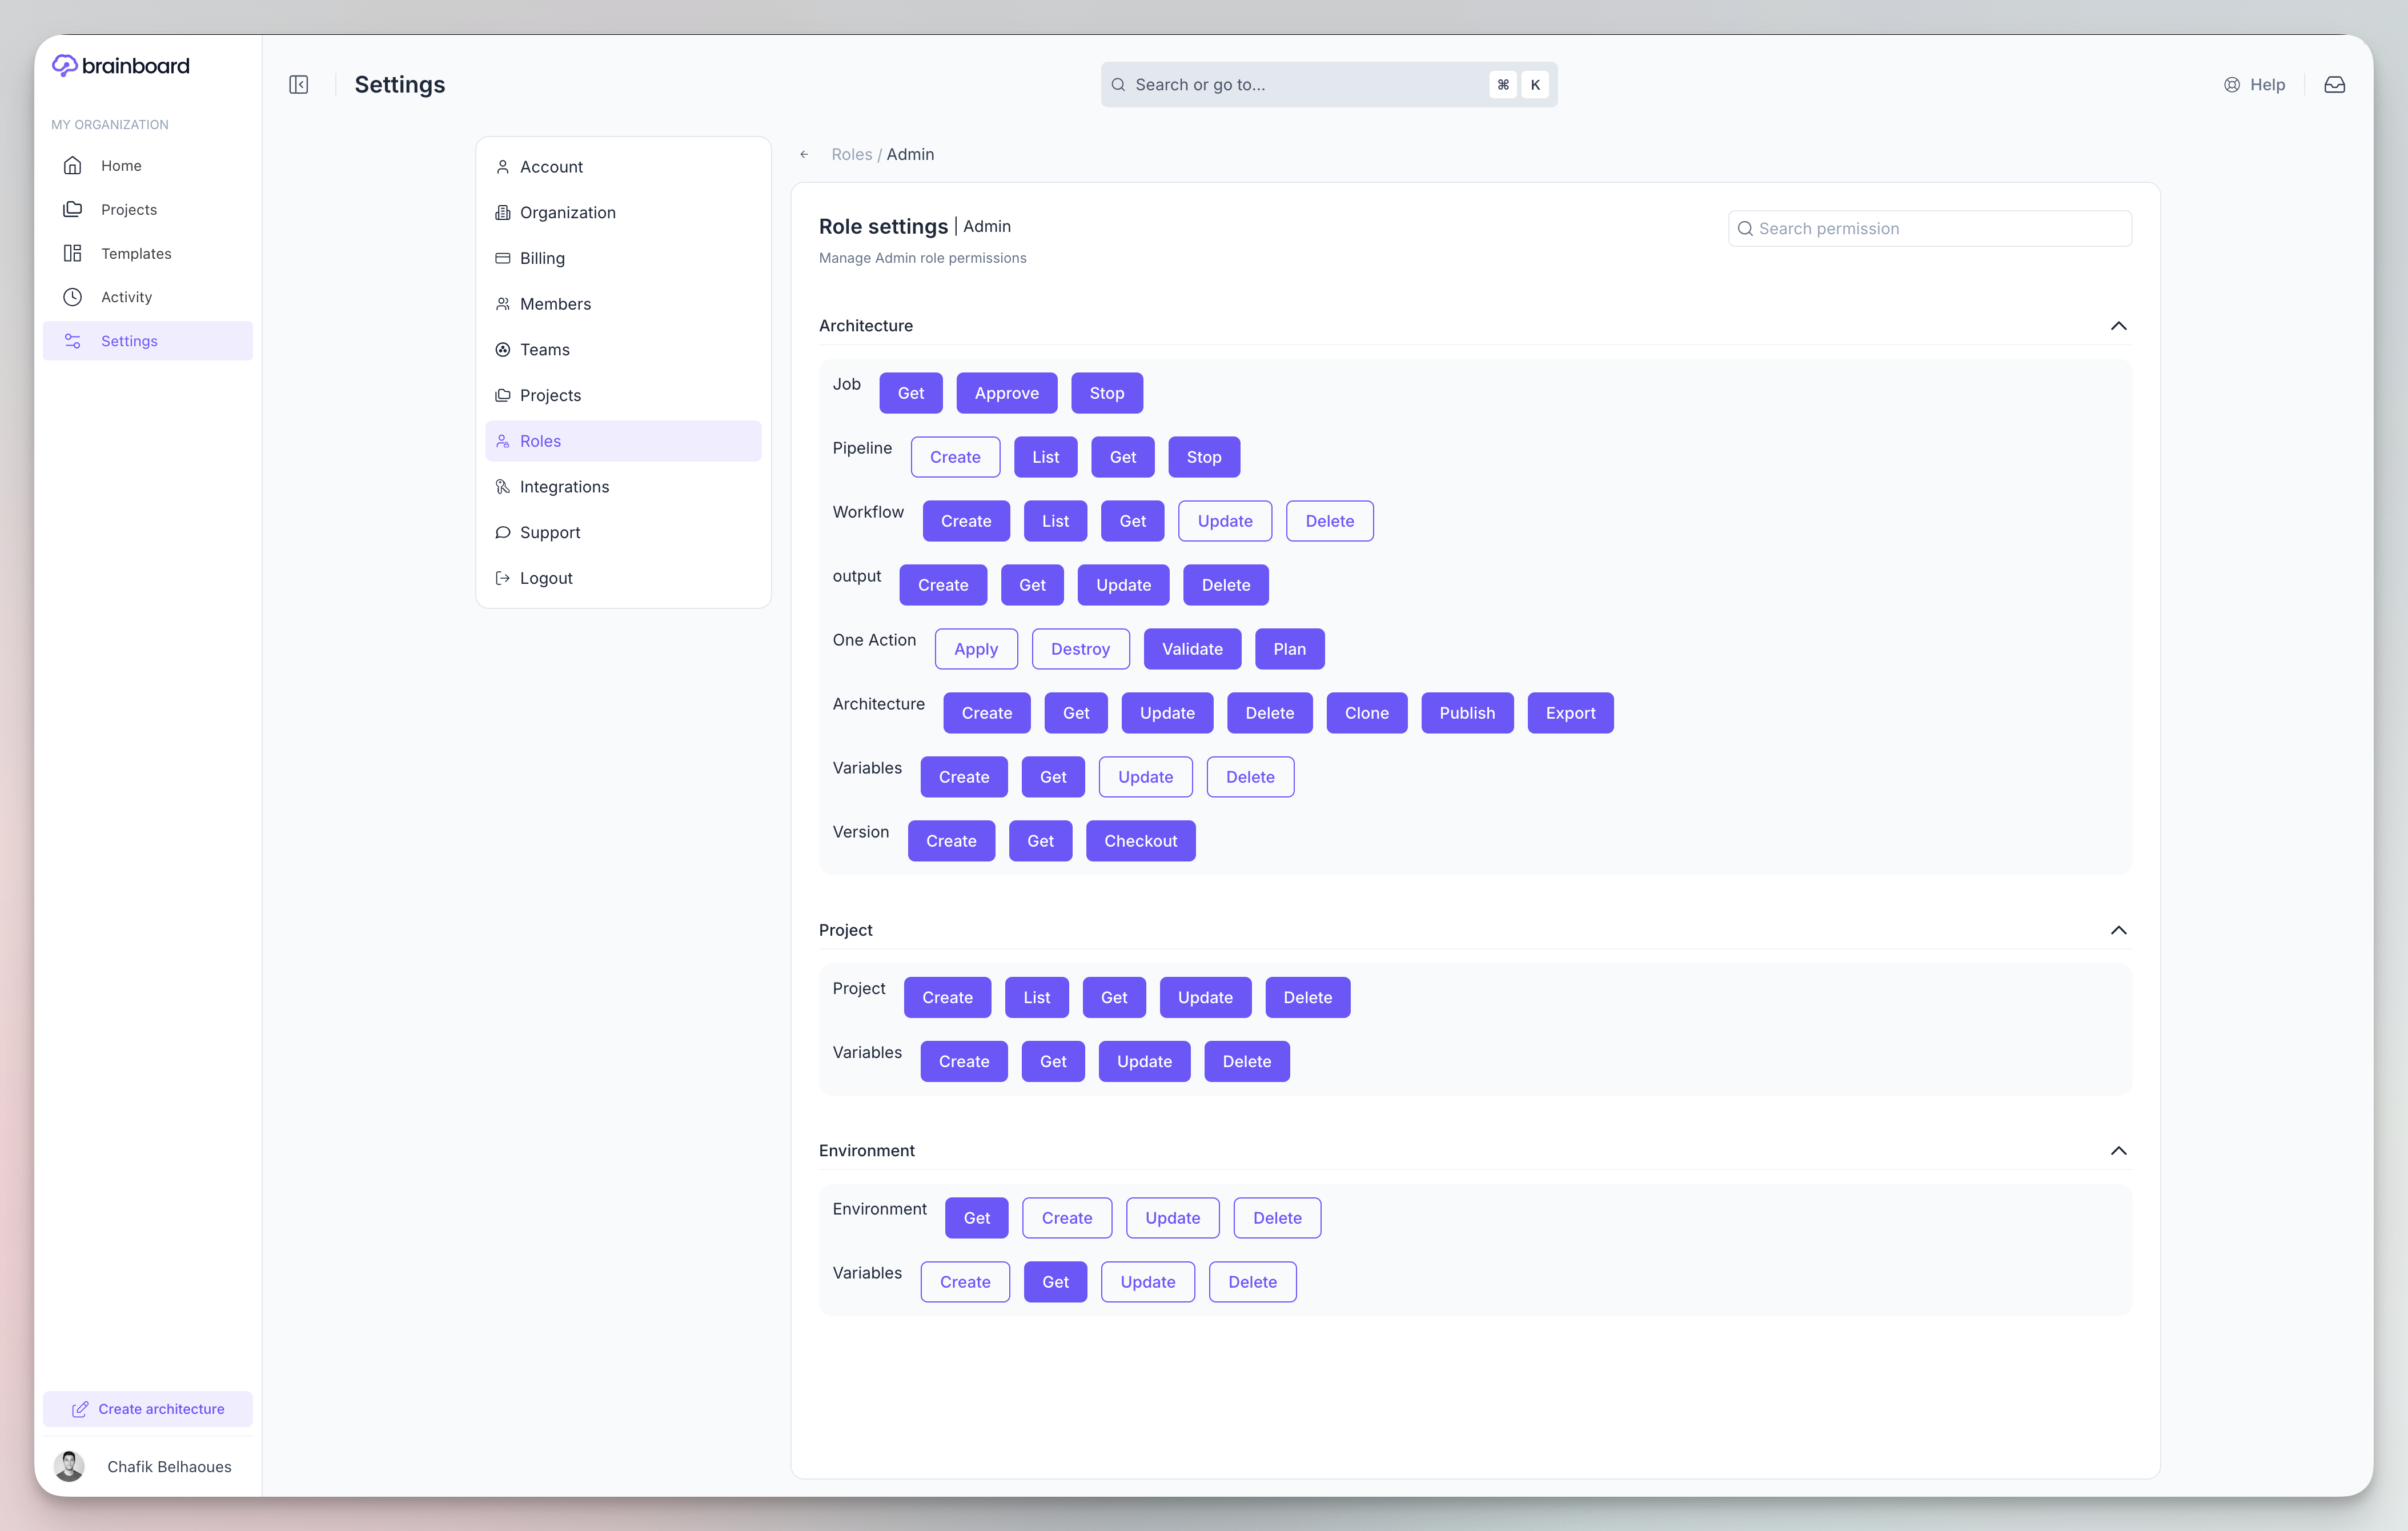 brainboard
MY ORGANIZATION
Home
Projects
Templates
Activity
Settings
Create architecture
Chafik Belhaoues
Settings
Search or go to... ⌘ K
Help
Account
Organization
Billing
Members
Teams
Projects
Roles
Integrations
Support
Logout
Roles / Admin
Role settings | Admin
Search permission
Manage Admin role permissions
Architecture
Job Get Approve Stop
Pipeline Create List Get Stop
Workflow Create List Get Update Delete
output Create Get Update Delete
One Action Apply Destroy Validate Plan
Architecture Create Get Update Delete Clone Publish Export
Variables Create Get Update Delete
Version Create Get Checkout
Project
Project Create List Get Update Delete
Variables Create Get Update Delete
Environment
Environment Get Create Update Delete
Variables Create Get Update Delete